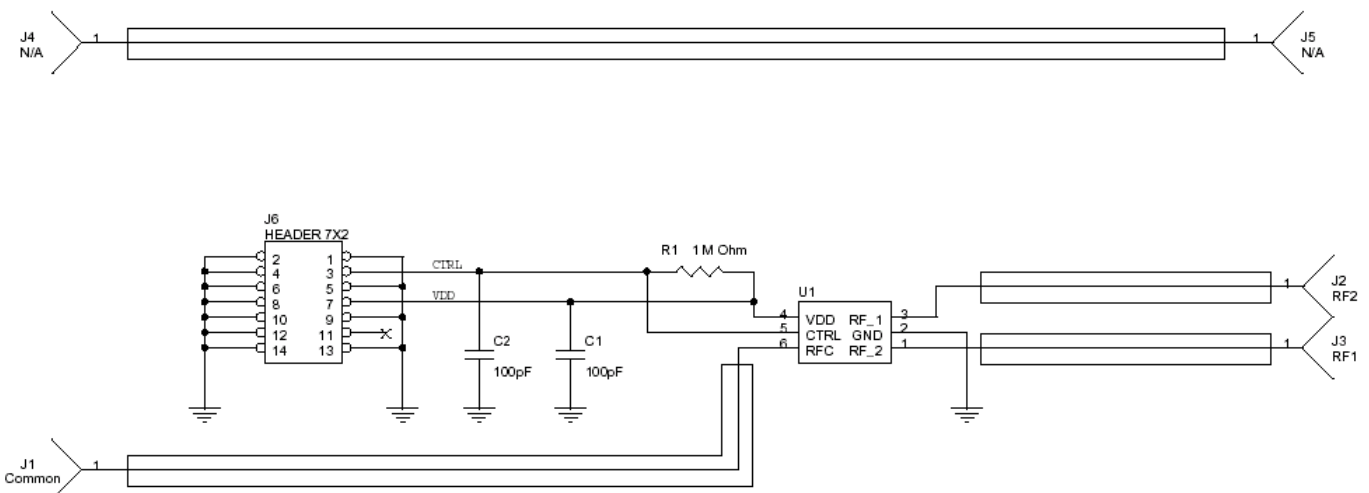 J4
N/A
1
1
J5
N/A
J6
HEADER 7X2
2 1
4 3
6 5
8 7
10 9
12 11
14 13
CTRL
VDD
R1 1M Ohm
C2
100pF
C1
100pF
U1
4 VDD RF_1 3
5 CTRL GND 2
6 RFC RF_2 1
1
J2
RF2
1
J3
RF1
J1
Common
1